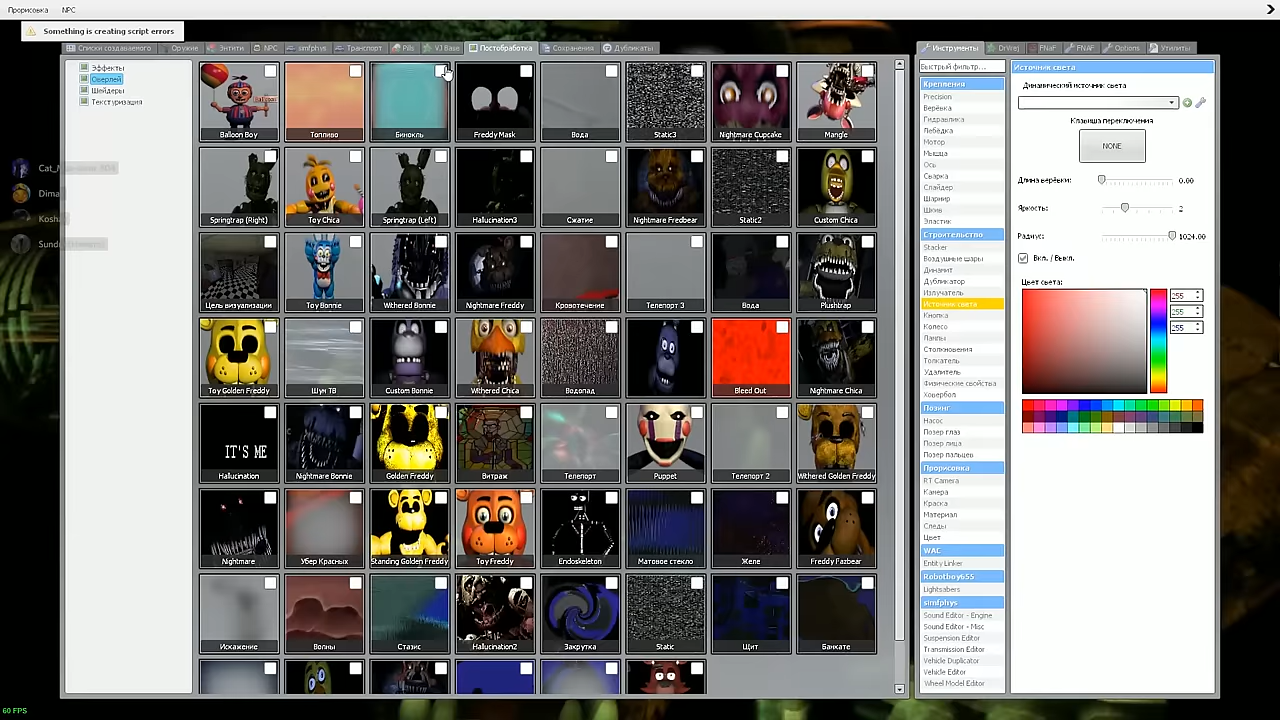 Прорисовка NPC
Something is creating script errors
Списки создаваемого Оружие Энтити NPC simfphys Транспорт Pills VJ Base Постобработка Сохранения Дубликаты
Инструменты DrWrej FNaF FNAF Options Утилиты
Эффекты
Оверлей
Шейдеры
Текстуризация
Cat_M
Dima
Kosha
Sund
Balloon Boy Топливо Бинокль Freddy Mask Вода Static3 Nightmare Cupcake Mangle
Springtrap (Right) Toy Chica Springtrap (Left) Hallucination3 Сжатие Nightmare Fredbear Static2 Custom Chica
Цель визуализации Toy Bonnie Withered Bonnie Nightmare Freddy Кровотечение Телепорт 3 Вода Plushtrap
Toy Golden Freddy Шум ТВ Custom Bonnie Withered Chica Водопад Bleed Out Nightmare Chica
IT'S ME
Hallucination Nightmare Bonnie Golden Freddy Витраж Телепорт Puppet Телепорт 2 Withered Golden Freddy
Nightmare Убер Красных Standing Golden Freddy Toy Freddy Endoskeleton Матовое стекло Желе Freddy Fazbear
Искажение Волны Стазис Hallucination2 Закрутка Static Щит Банкате
Быстрый фильтр...
Крепления
Precision
Верёвка
Гидравлика
Лебёдка
Мотор
Мышца
Ось
Сварка
Слайдер
Шарнир
Шкив
Эластик
Строительство
Stacker
Воздушные шары
Динамит
Дубликатор
Излучатель
Источник света
Кнопка
Колесо
Лампы
Столкновения
Толкатель
Удалитель
Физические свойства
Ховербол
Позинг
Насос
Позер глаз
Позер лица
Позер пальцев
Прорисовка
RT Camera
Камера
Краска
Материал
Следы
Цвет
WAC
Entity Linker
Robotboy655
Lightsabers
simfphys
Sound Editor - Engine
Sound Editor - Misc
Suspension Editor
Transmission Editor
Vehicle Duplicator
Vehicle Editor
Wheel Model Editor
Источник света
Динамический источник света
Клавиша переключения
NONE
Длина верёвки: 0.00
Яркость: 2
Радиус: 1024.00
Вкл. / Выкл.
Цвет света:
255
255
255
60 FPS